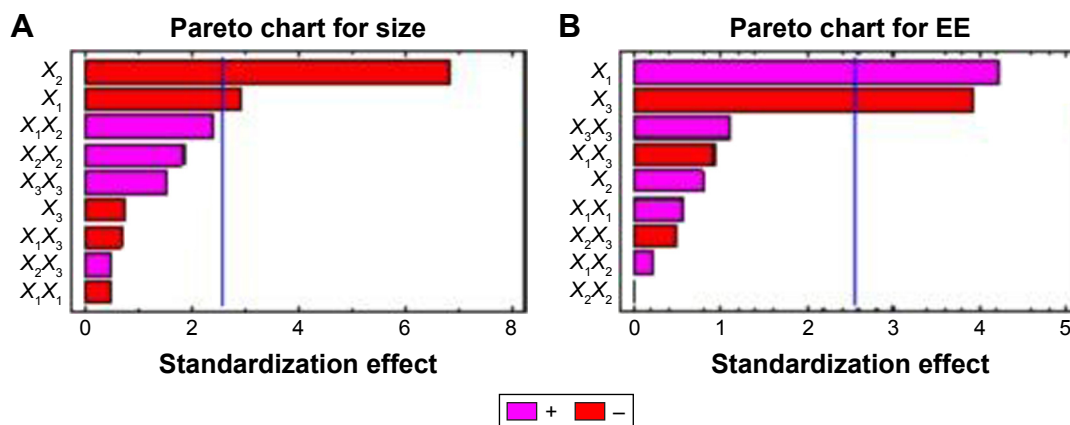 A Pareto chart for size
X2
X1
X1X2
X2X2
X3X3
X3
X1X3
X2X3
X1X1
0 2 4 6 8
Standardization effect
B Pareto chart for EE
X1
X3
X3X3
X1X3
X2
X1X1
X2X3
X1X2
X2X2
0 1 2 3 4 5
Standardization effect
+ –